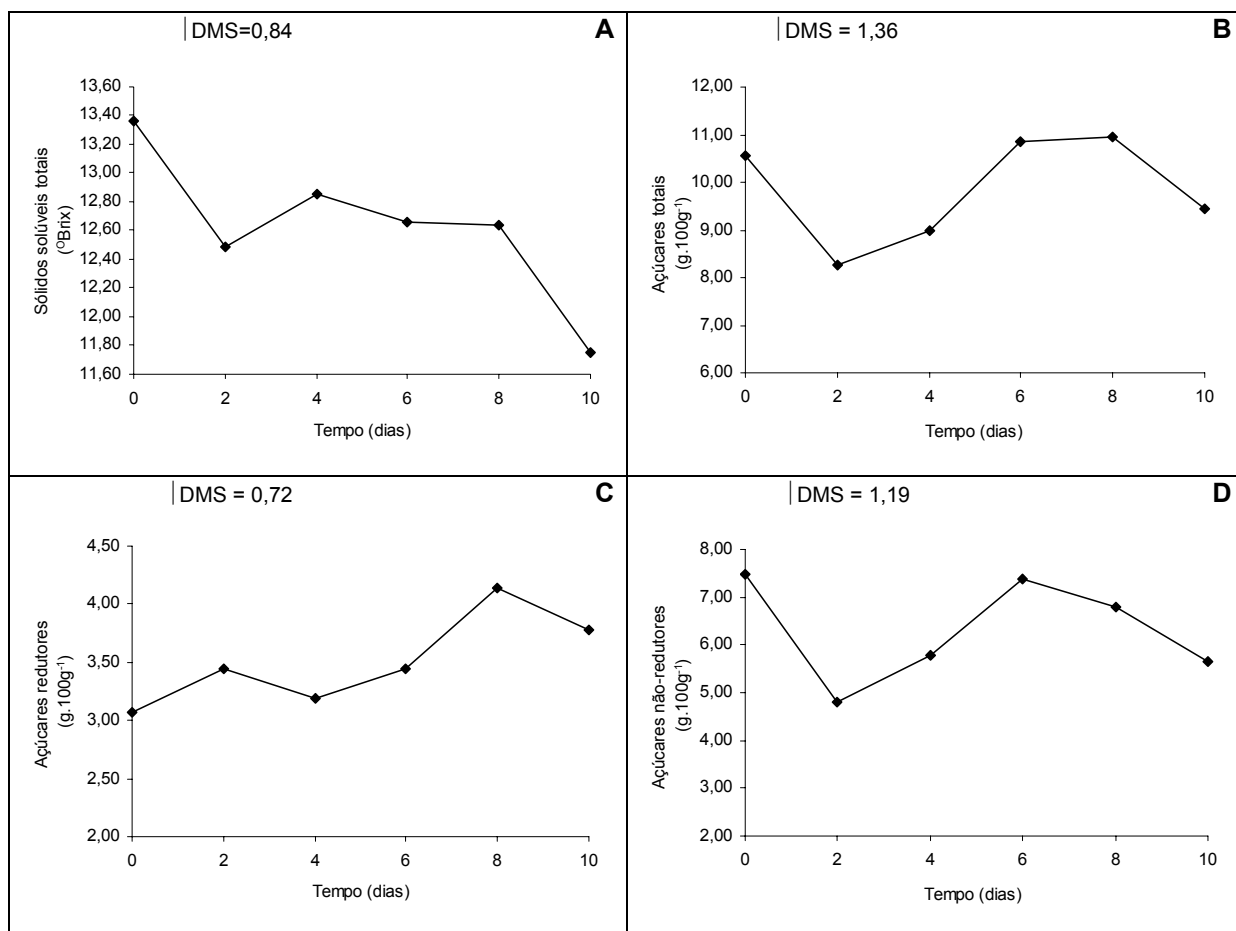 DMS=0,84
A
13,60
13,40
13,20
13,00
12,80
12,60
12,40
12,20
12,00
11,80
11,60
Sólidos solúveis totais
(ºBrix)
0 2 4 6 8 10
Tempo (dias)
DMS = 1,36
B
12,00
11,00
10,00
9,00
8,00
7,00
6,00
Açúcares totais
(g.100g⁻¹)
0 2 4 6 8 10
Tempo (dias)
DMS = 0,72
C
4,50
4,00
3,50
3,00
2,50
2,00
Açúcares redutores
(g.100g⁻¹)
0 2 4 6 8 10
Tempo (dias)
DMS = 1,19
D
8,00
7,00
6,00
5,00
4,00
3,00
2,00
Açúcares não-redutores
(g.100g⁻¹)
0 2 4 6 8 10
Tempo (dias)